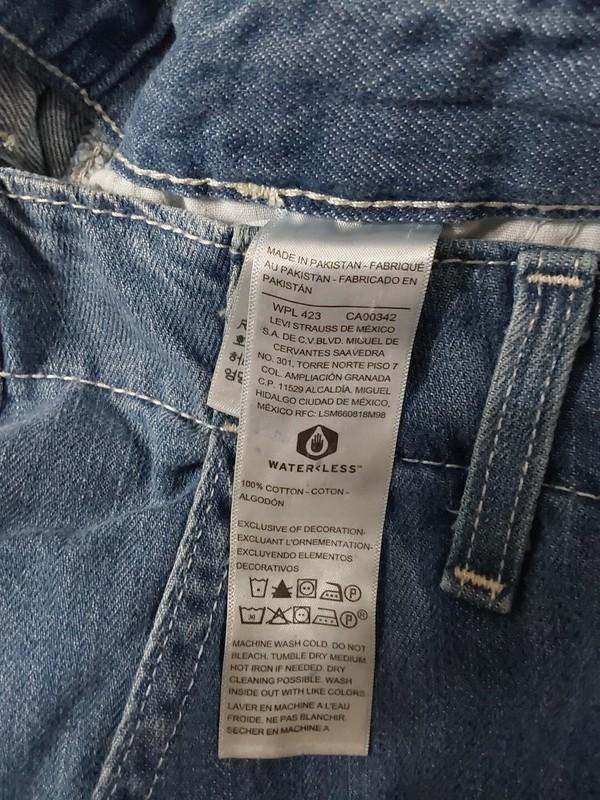 MADE IN PAKISTAN - FABRIQUÉ
AU PAKISTAN - FABRICADO EN
PAKISTÁN
WPL 423 CA00342
LEVI STRAUSS DE MÉXICO
S.A. DE C.V.BLVD. MIGUEL DE
CERVANTES SAAVEDRA
NO. 301, TORRE NORTE PISO 7
COL. AMPLIACIÓN GRANADA
C.P. 11529 ALCALDÍA. MIGUEL
HIDALGO CIUDAD DE MÉXICO,
MÉXICO RFC: LSM660818M98
WATER<LESS™
100% COTTON - COTON -
ALGODÓN
EXCLUSIVE OF DECORATION-
EXCLUANT L'ORNEMENTATION-
EXCLUYENDO ELEMENTOS
DECORATIVOS
P
P®
MACHINE WASH COLD. DO NOT
BLEACH. TUMBLE DRY MEDIUM.
HOT IRON IF NEEDED. DRY
CLEANING POSSIBLE. WASH
INSIDE OUT WITH LIKE COLORS.
LAVER EN MACHINE A L'EAU
FROIDE. NE PAS BLANCHIR.
SECHER EN MACHINE A